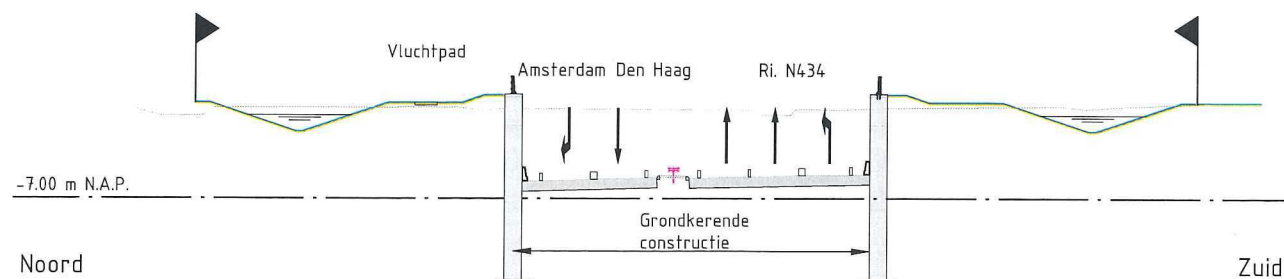 Vluchtpad
Amsterdam Den Haag
Ri. N434
-7.00 m N.A.P.
Grondkerende
constructie
Noord
Zuid